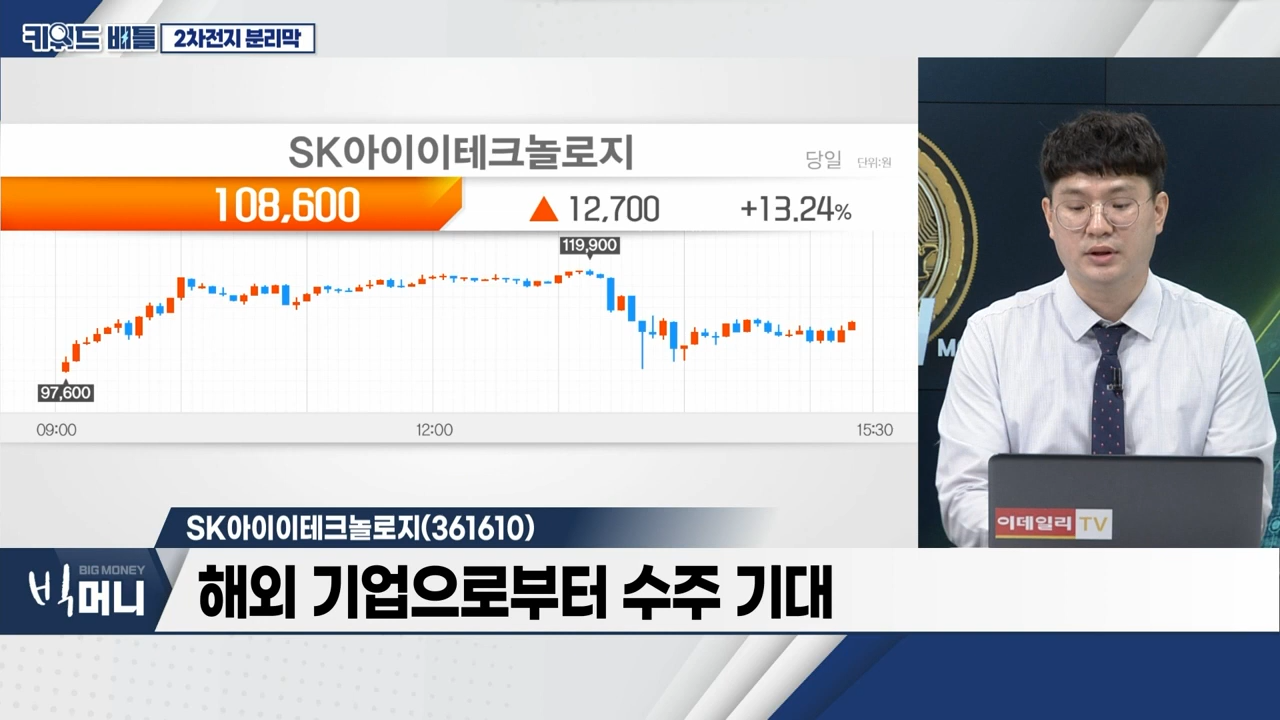 키워드 배틀 2차전지 분리막
SK아이이테크놀로지
당일 단위:원
108,600 ▲ 12,700 +13.24%
119,900
97,600
09:00 12:00 15:30
M
이데일리 TV
SK아이이테크놀로지(361610)
BIG MONEY
빅머니
해외 기업으로부터 수주 기대